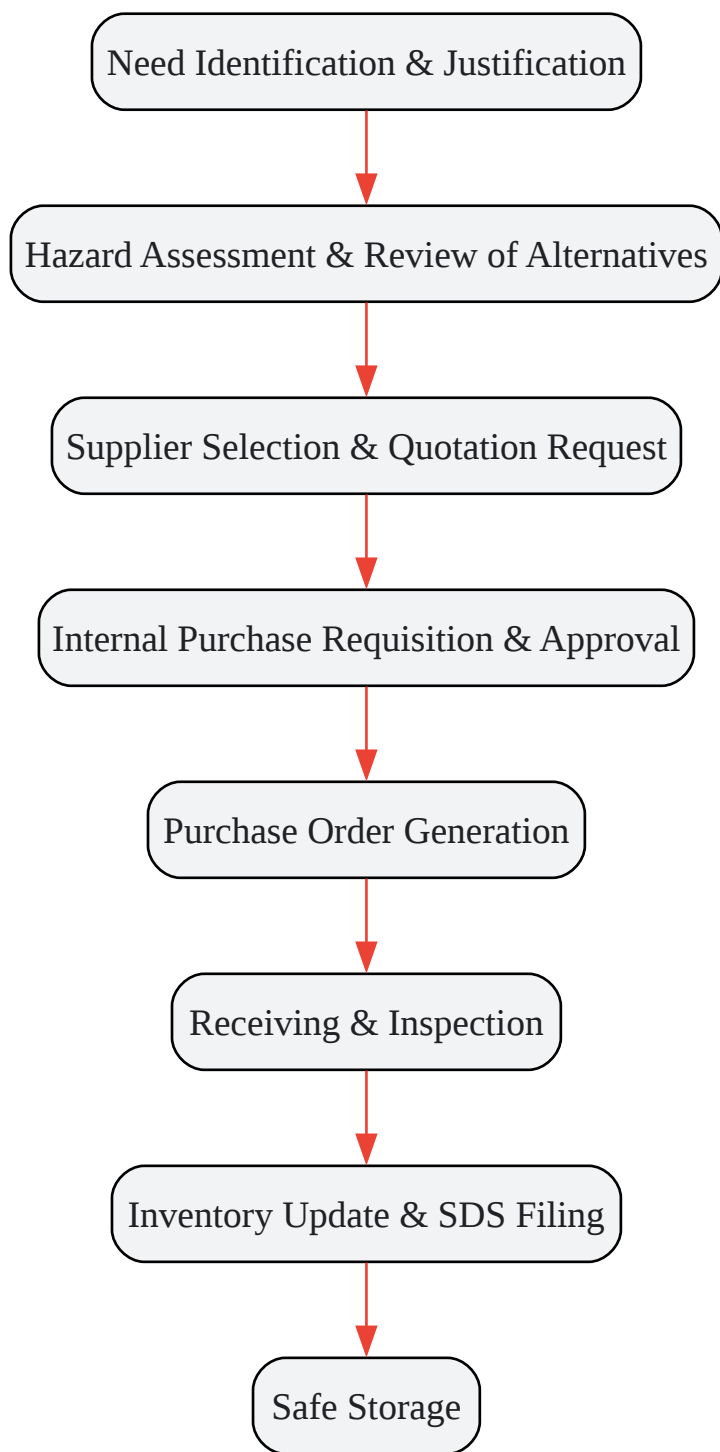 Need Identification & Justification
Hazard Assessment & Review of Alternatives
Supplier Selection & Quotation Request
Internal Purchase Requisition & Approval
Purchase Order Generation
Receiving & Inspection
Inventory Update & SDS Filing
Safe Storage